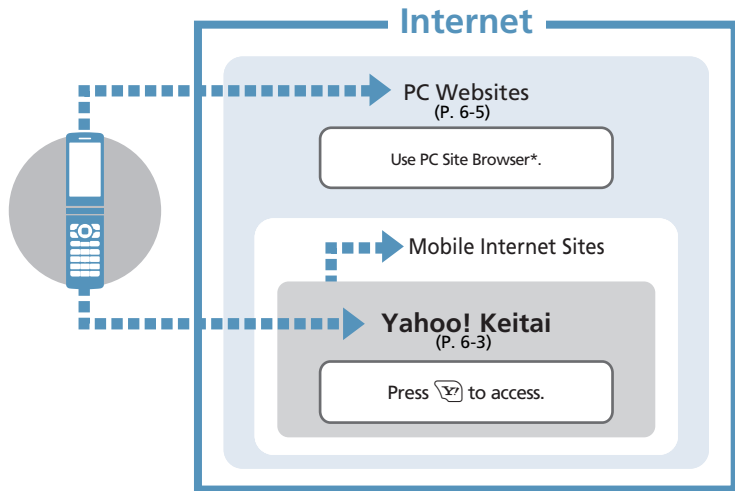 Internet
PC Websites
(P. 6-5)
Use PC Site Browser*.
Mobile Internet Sites
Yahoo! Keitai
(P. 6-3)
Press Y! to access.